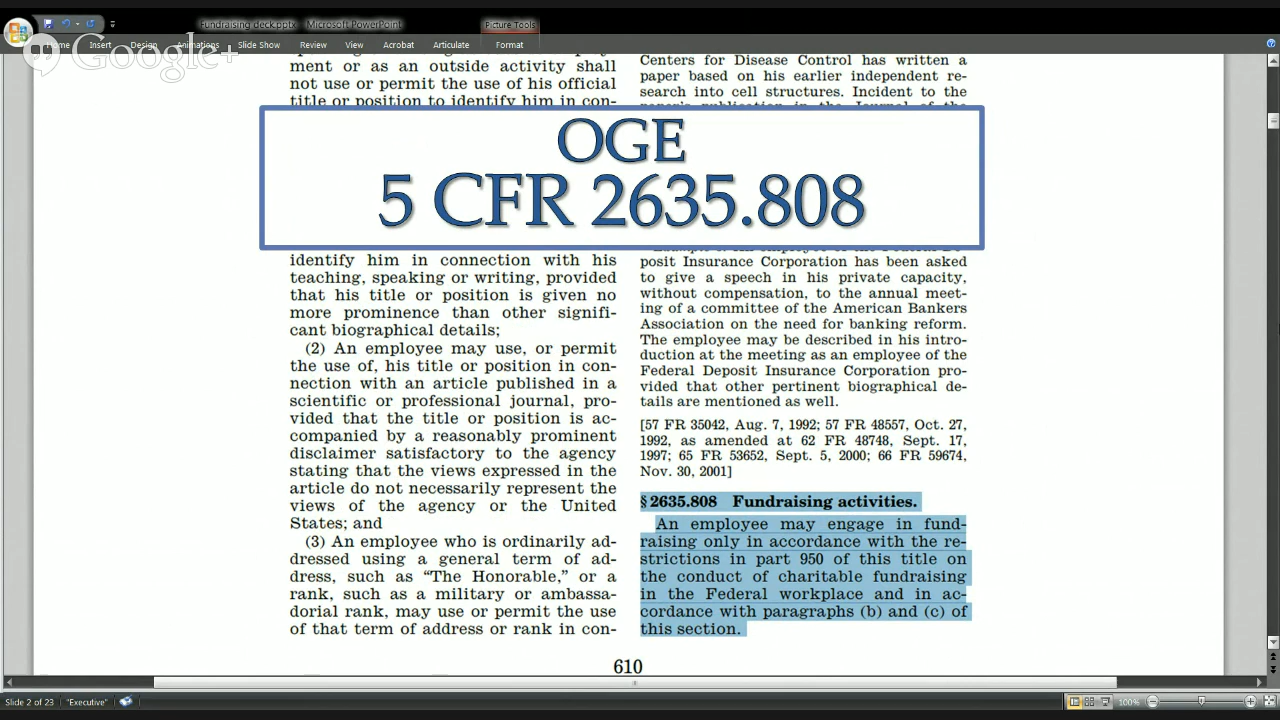 Fundraising deck.pptx - Microsoft PowerPoint
Picture Tools
Home Insert Design Animations Slide Show Review View Acrobat Articulate Format
Google+
ment or as an outside activity shall
not use or permit the use of his official
title or position to identify him in con-
Centers for Disease Control has written a
paper based on his earlier independent re-
search into cell structures. Incident to the
OGE
5 CFR 2635.808
identify him in connection with his
teaching, speaking or writing, provided
that his title or position is given no
more prominence than other signifi-
cant biographical details;
(2) An employee may use, or permit
the use of, his title or position in con-
nection with an article published in a
scientific or professional journal, pro-
vided that the title or position is ac-
companied by a reasonably prominent
disclaimer satisfactory to the agency
stating that the views expressed in the
article do not necessarily represent the
views of the agency or the United
States; and
(3) An employee who is ordinarily ad-
dressed using a general term of ad-
dress, such as “The Honorable,” or a
rank, such as a military or ambassa-
dorial rank, may use or permit the use
of that term of address or rank in con-
posit Insurance Corporation has been asked
to give a speech in his private capacity,
without compensation, to the annual meet-
ing of a committee of the American Bankers
Association on the need for banking reform.
The employee may be described in his intro-
duction at the meeting as an employee of the
Federal Deposit Insurance Corporation pro-
vided that other pertinent biographical de-
tails are mentioned as well.
[57 FR 35042, Aug. 7, 1992; 57 FR 48557, Oct. 27,
1992, as amended at 62 FR 48748, Sept. 17,
1997; 65 FR 53652, Sept. 5, 2000; 66 FR 59674,
Nov. 30, 2001]
§ 2635.808 Fundraising activities.
An employee may engage in fund-
raising only in accordance with the re-
strictions in part 950 of this title on
the conduct of charitable fundraising
in the Federal workplace and in ac-
cordance with paragraphs (b) and (c) of
this section.
610
Slide 2 of 23 "Executive" 100%